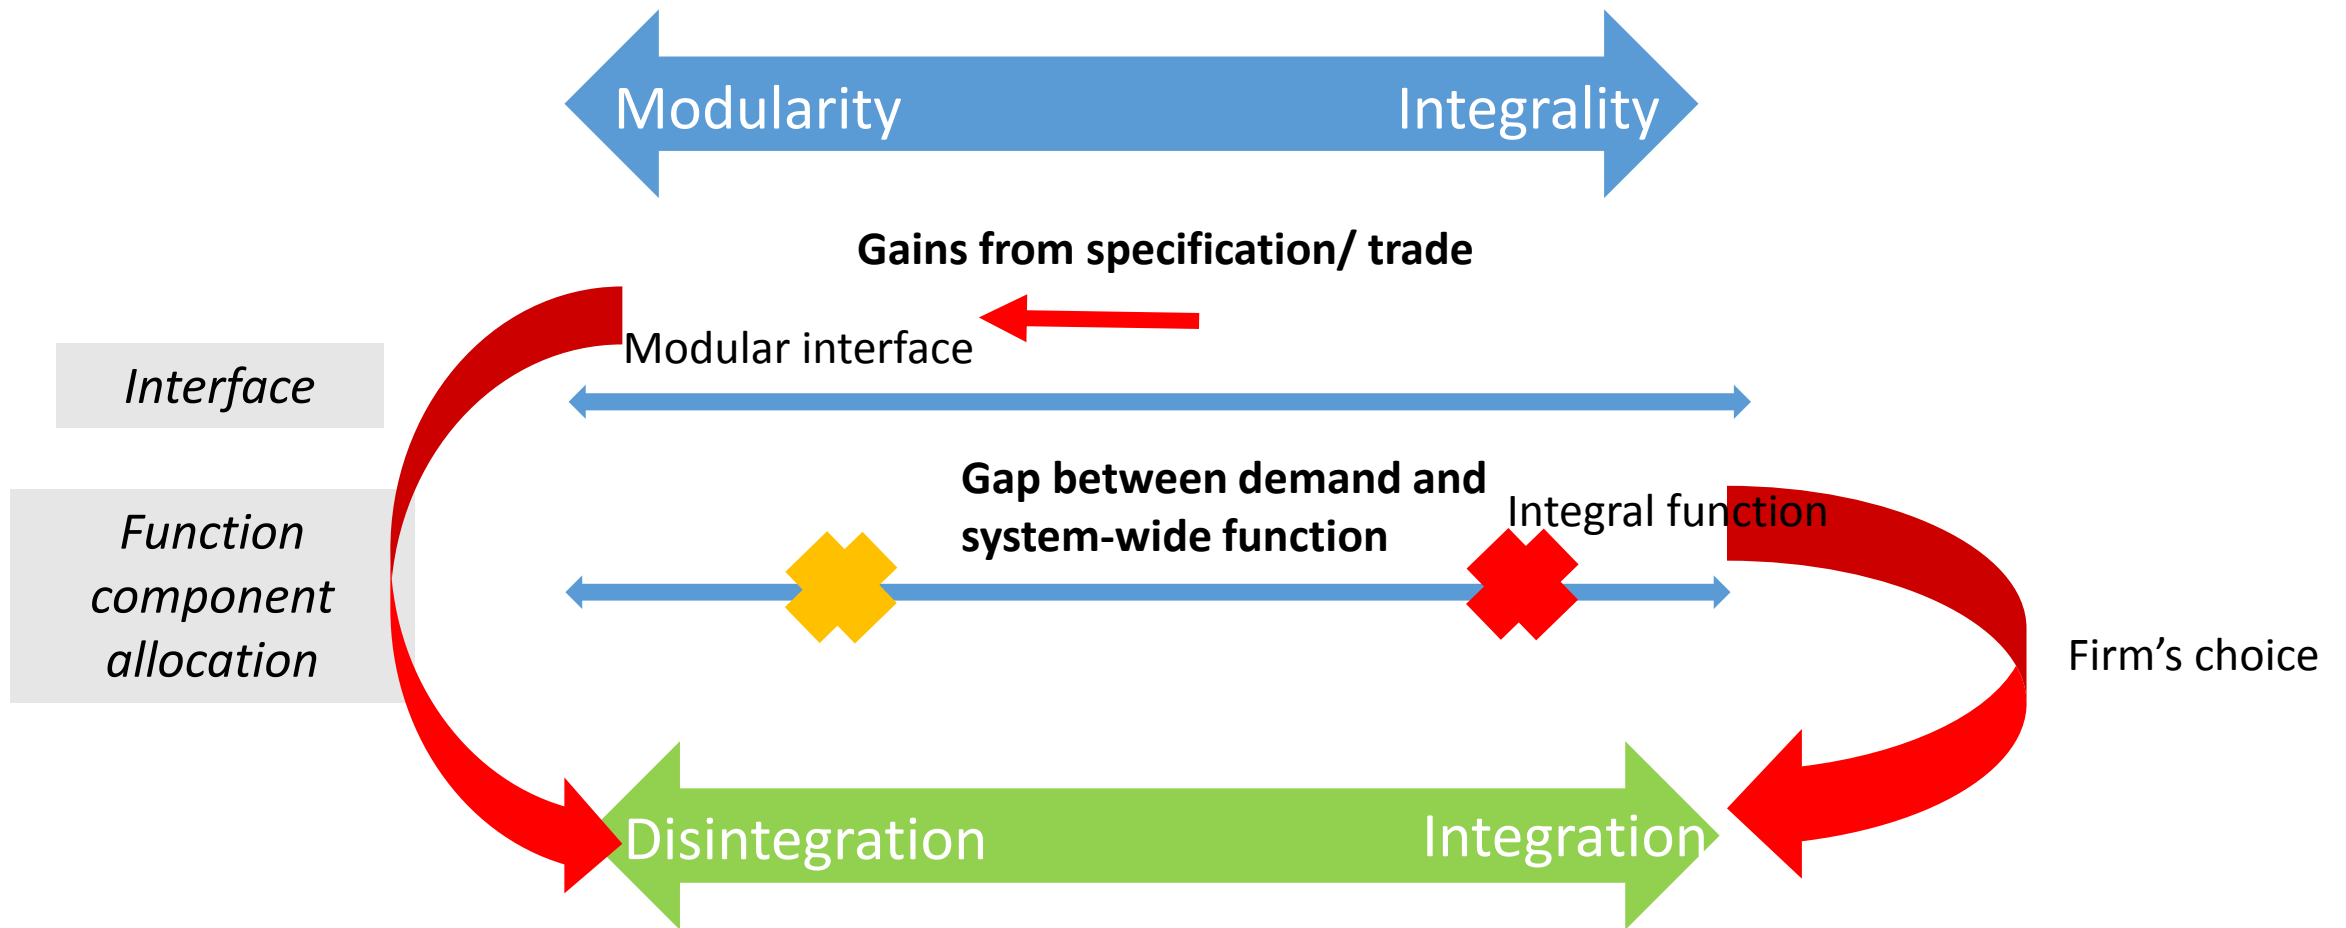 Modularity
Integrality
Gains from specification/ trade
Modular interface
Interface
Gap between demand and
system-wide function
Integral function
Function
component
allocation
Firm’s choice
Disintegration
Integration